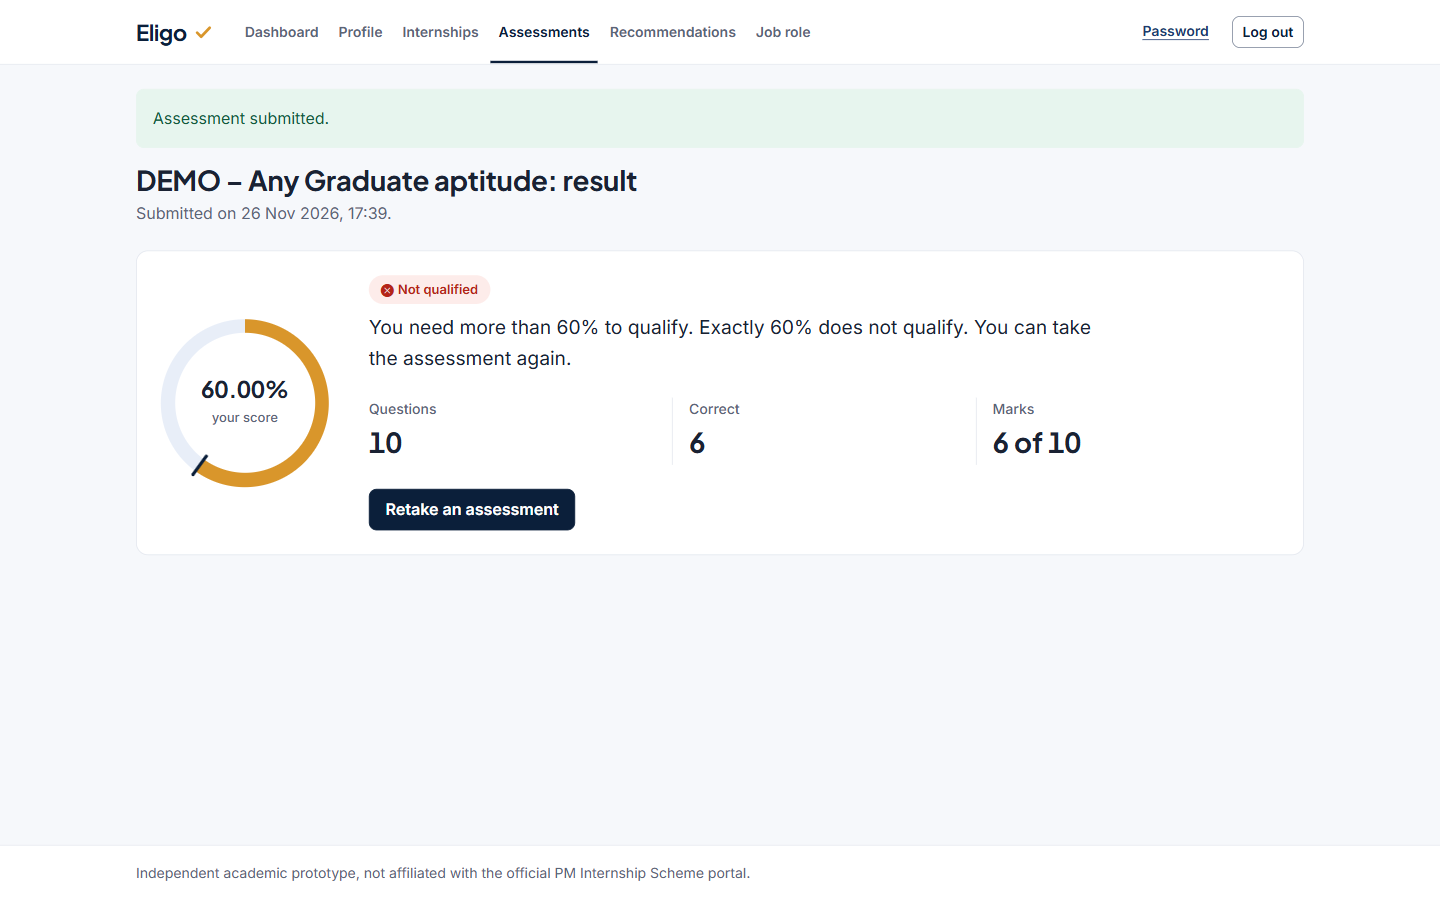 Eligo
Dashboard
Profile
Internships
Assessments
Recommendations
Job role
Password
Log out
Assessment submitted.
DEMO – Any Graduate aptitude: result
Submitted on 26 Nov 2026, 17:39.
60.00%
your score
Not qualified
You need more than 60% to qualify. Exactly 60% does not qualify. You can take
the assessment again.
Questions
10
Correct
6
Marks
6 of 10
Retake an assessment
Independent academic prototype, not affiliated with the official PM Internship Scheme portal.